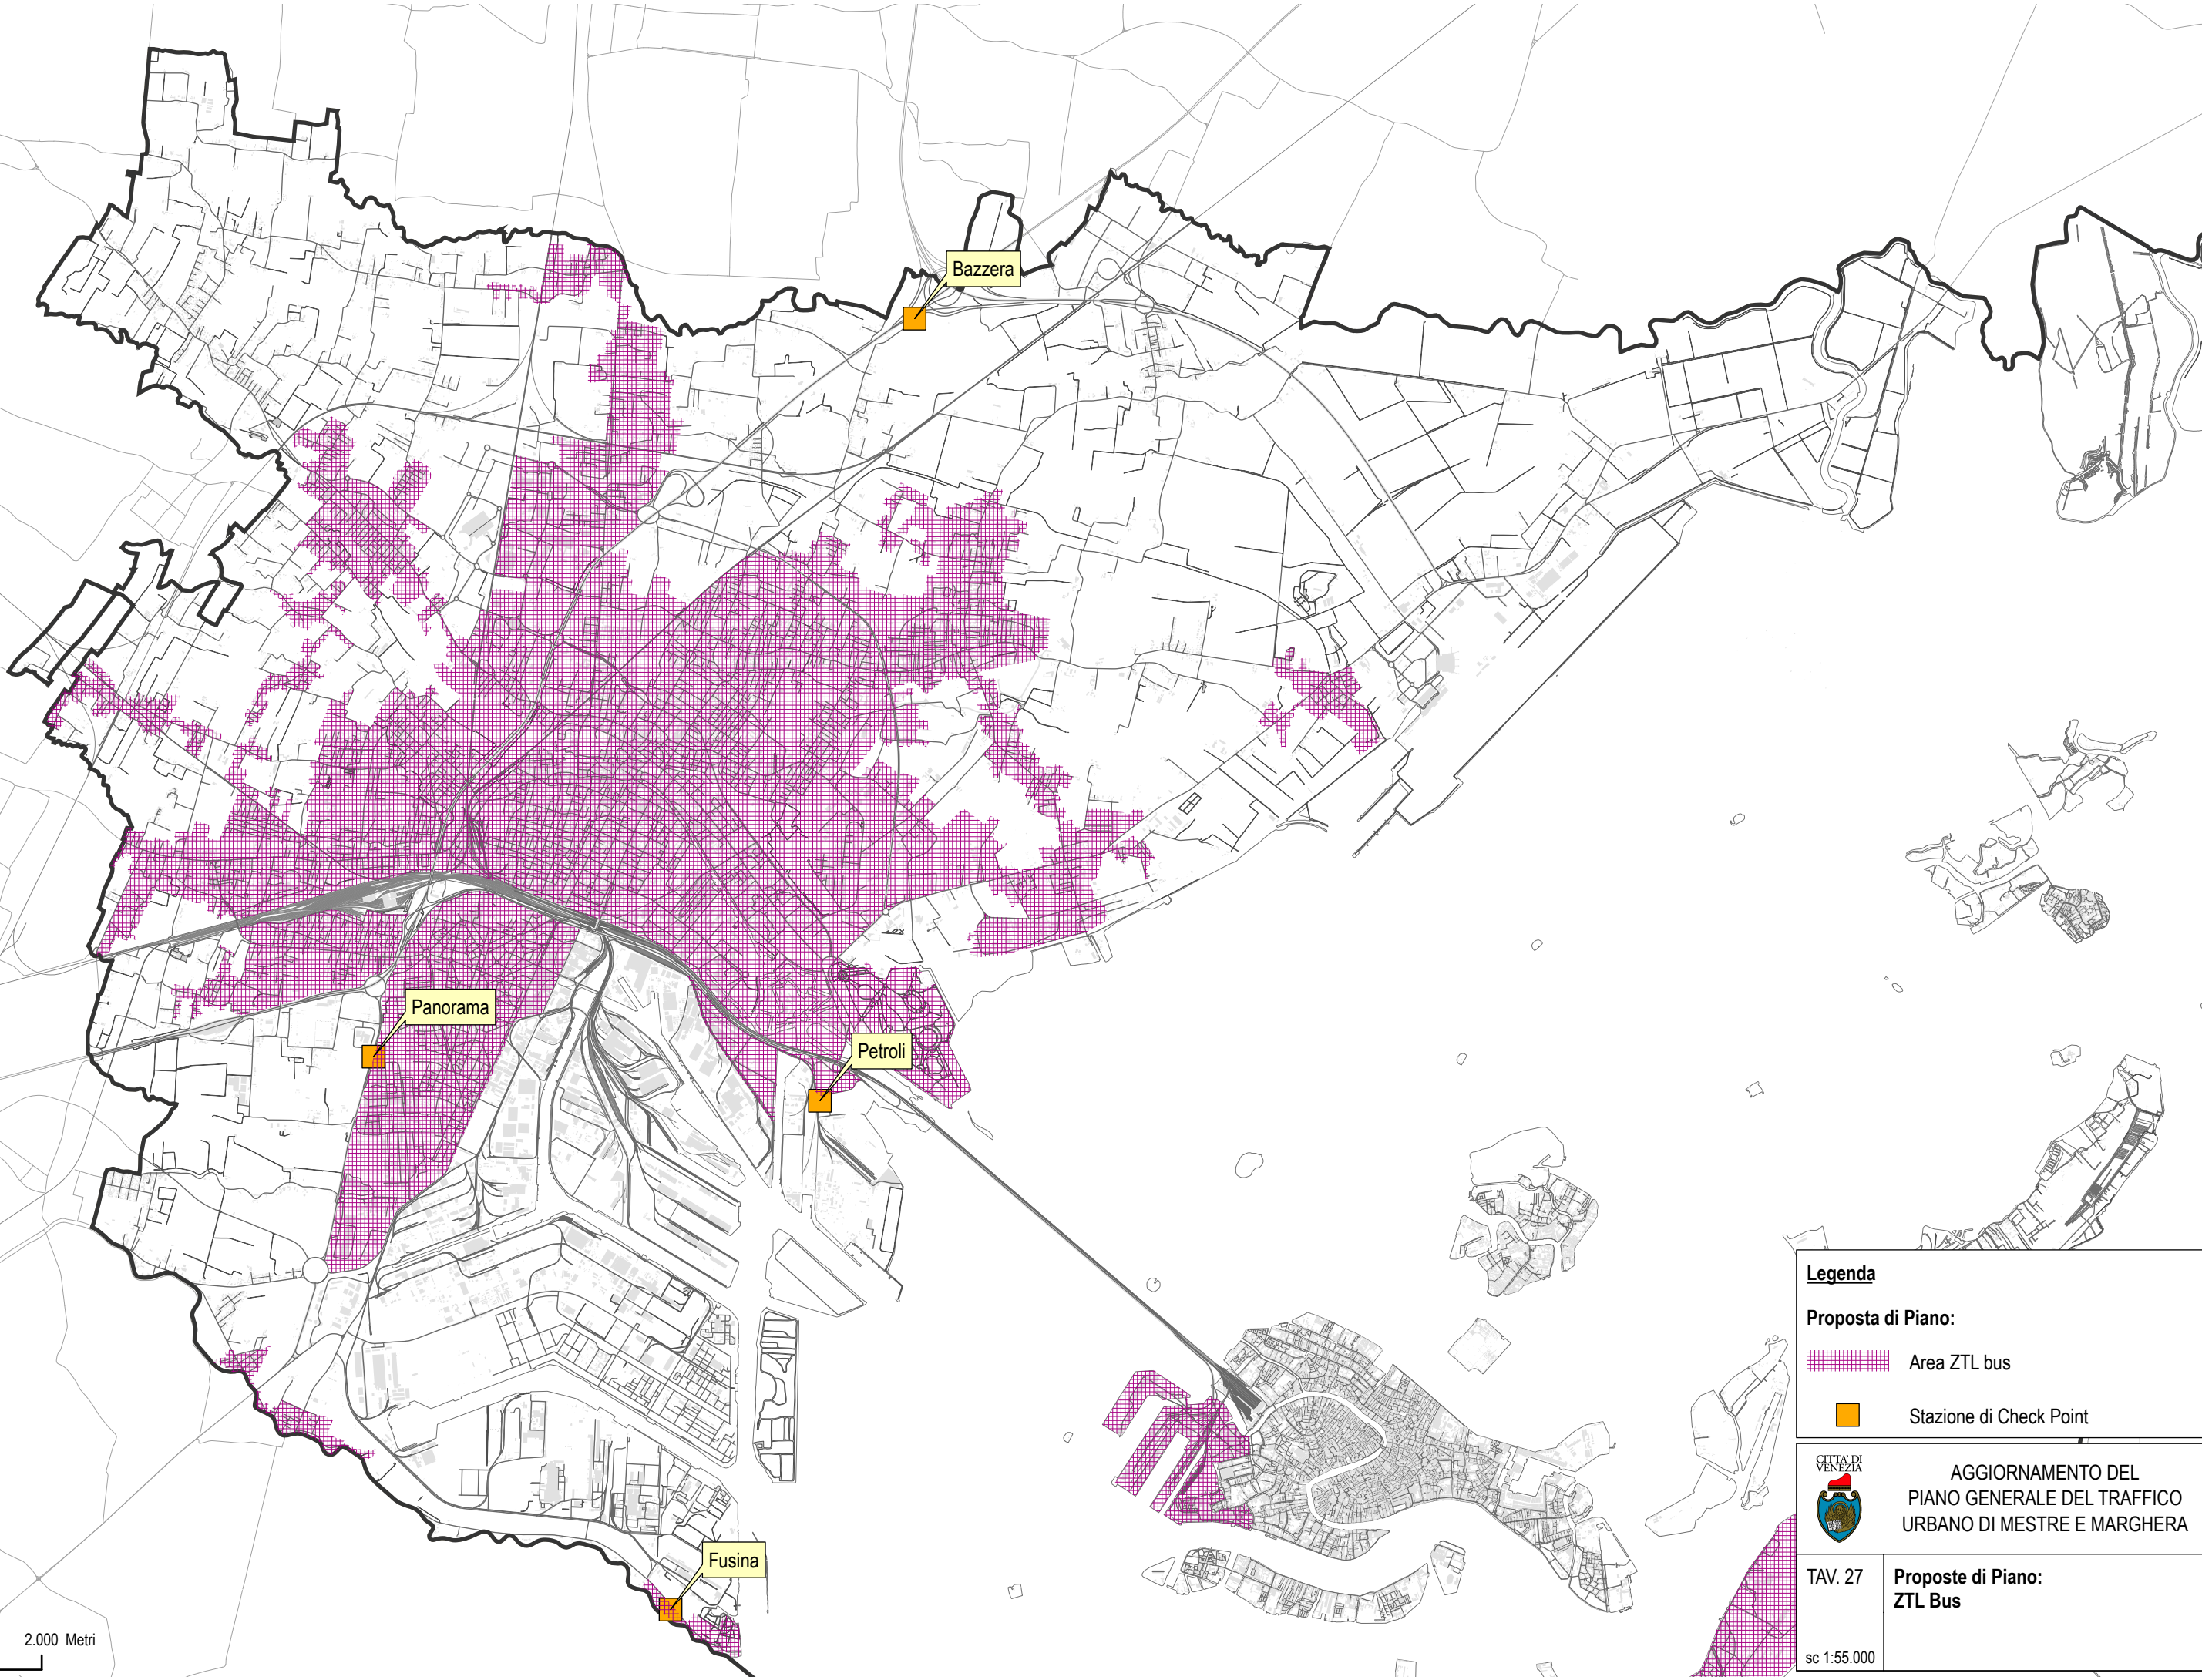 Bazzera
Panorama
Petroli
Fusina
2.000 Metri
Legenda
Proposta di Piano:
Area ZTL bus
Stazione di Check Point
CITTA' DI
VENEZIA
AGGIORNAMENTO DEL
PIANO GENERALE DEL TRAFFICO
URBANO DI MESTRE E MARGHERA
TAV. 27
Proposte di Piano:
ZTL Bus
sc 1:55.000